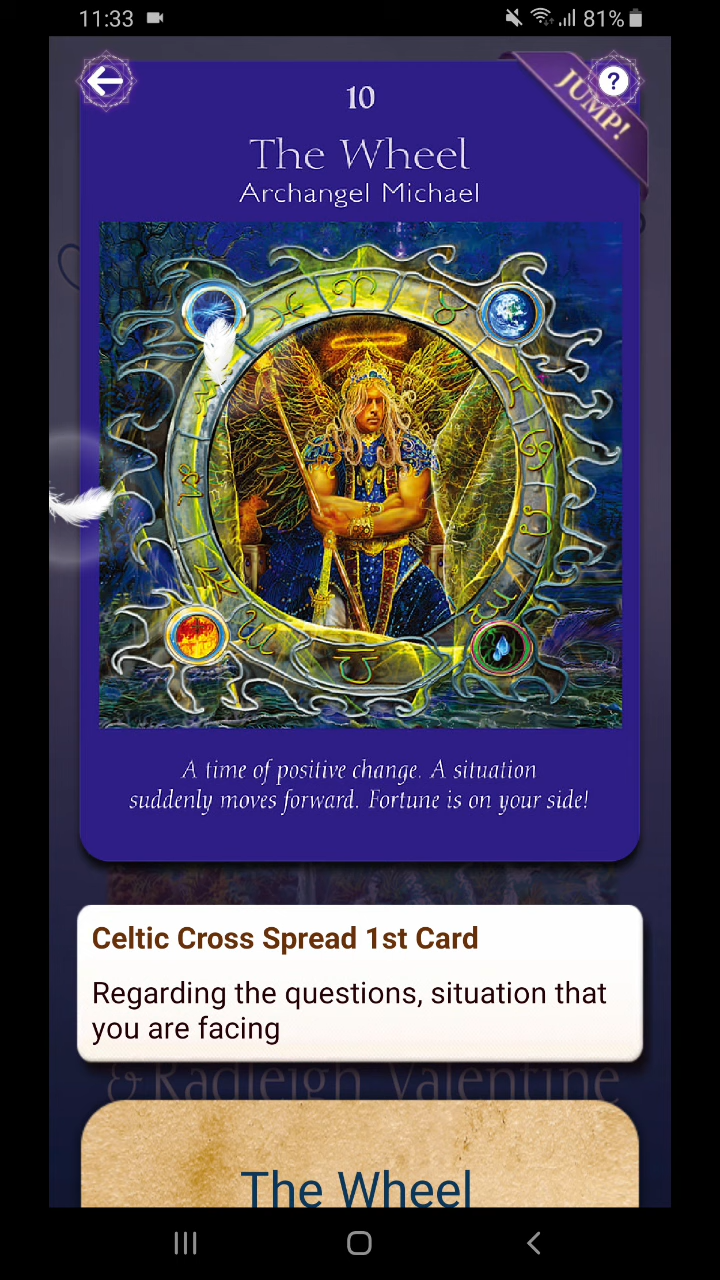 11:33
81%
JUMP!
?
10
The Wheel
Archangel Michael
A time of positive change. A situation
suddenly moves forward. Fortune is on your side!
Celtic Cross Spread 1st Card
Regarding the questions, situation that
you are facing
& Radleigh Valentine
The Wheel